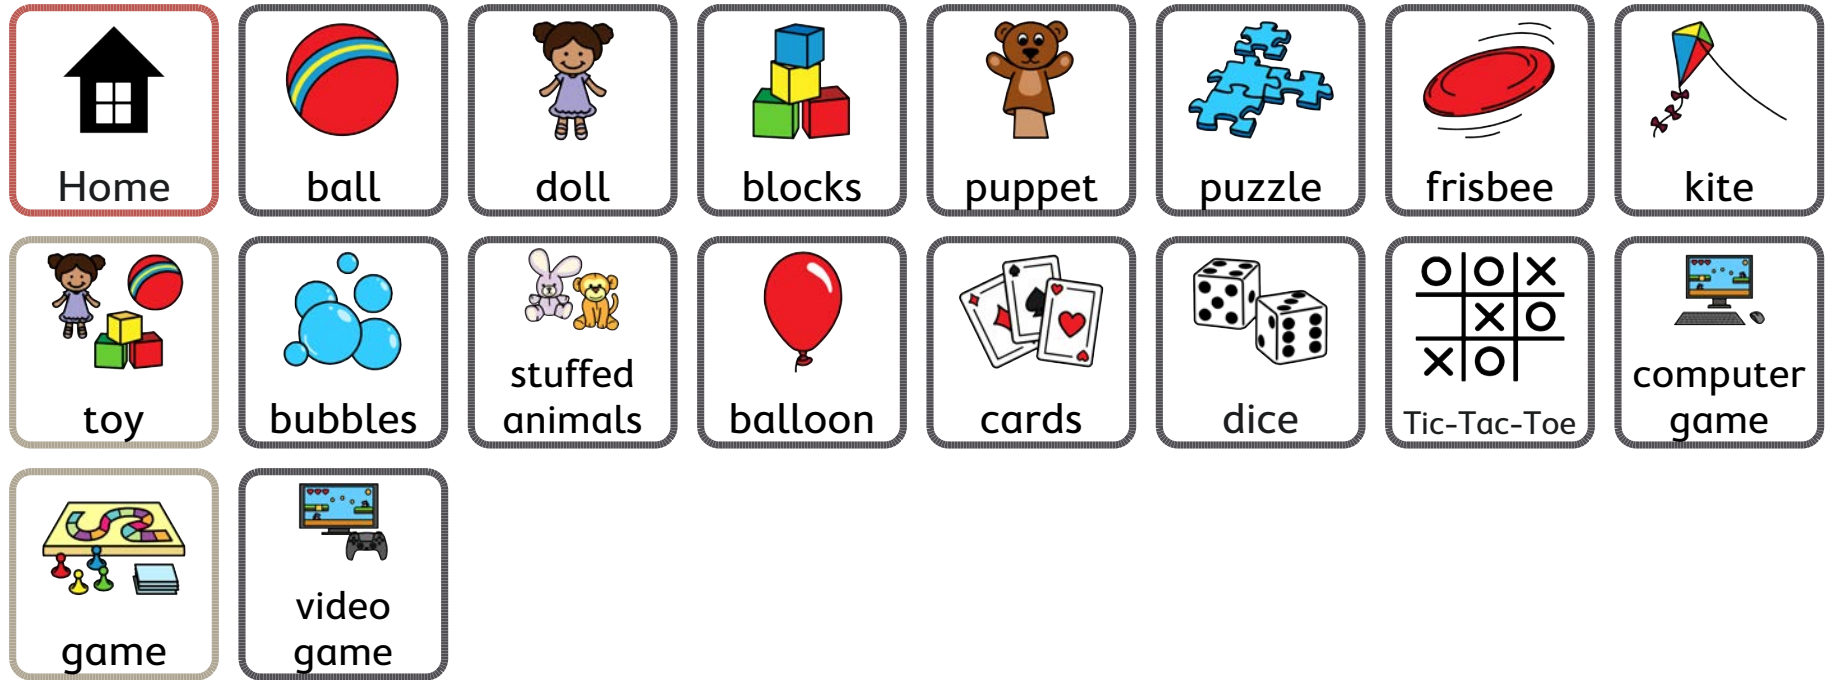 Home
ball
doll
blocks
puppet
puzzle
frisbee
kite
toy
bubbles
stuffed
animals
balloon
cards
dice
Tic-Tac-Toe
computer
game
game
video
game